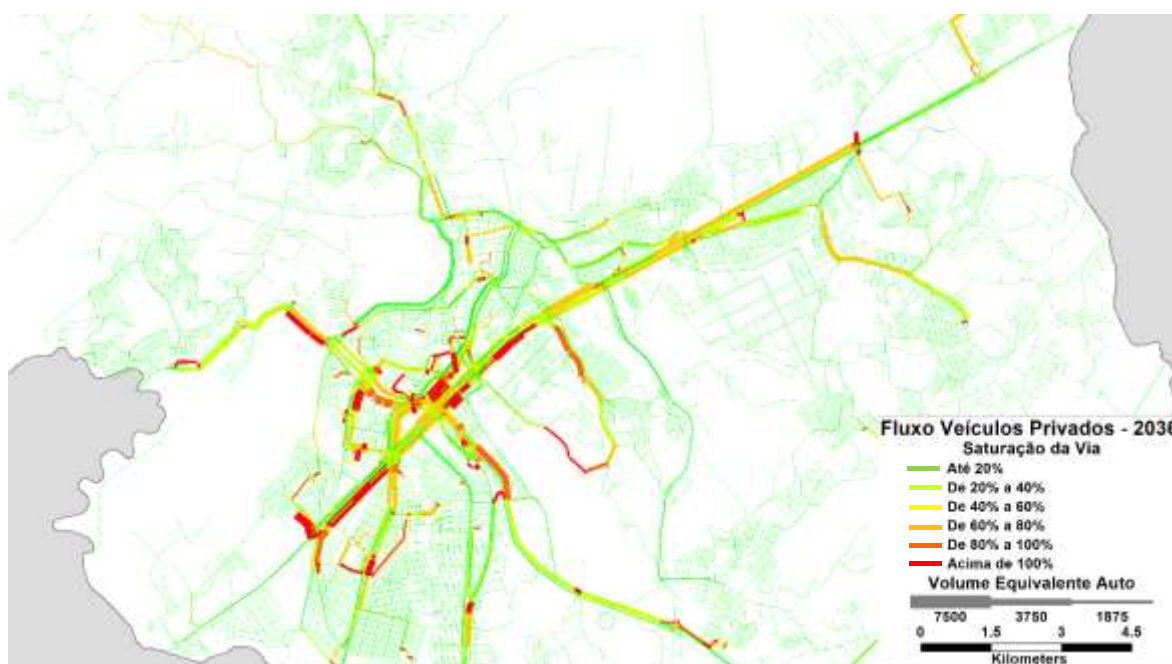 Fluxo Veículos Privados - 2036
Saturação da Via
Até 20%
De 20% a 40%
De 40% a 60%
De 60% a 80%
De 80% a 100%
Acima de 100%
Volume Equivalente Auto
7500 3750 1875
0 1.5 3 4.5
Kilometers